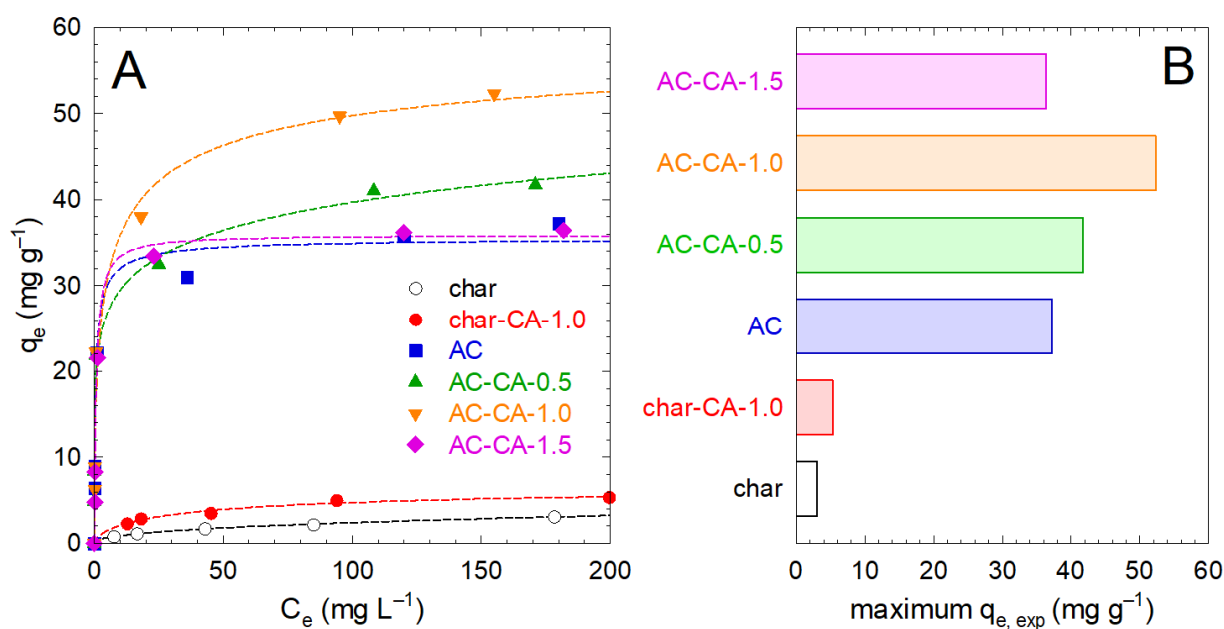 A
60
50
40
30
20
10
0
qe (mg g⁻¹)
0 50 100 150 200
Ce (mg L⁻¹)
char
char-CA-1.0
AC
AC-CA-0.5
AC-CA-1.0
AC-CA-1.5
B
AC-CA-1.5
AC-CA-1.0
AC-CA-0.5
AC
char-CA-1.0
char
0 10 20 30 40 50 60
maximum qe, exp (mg g⁻¹)